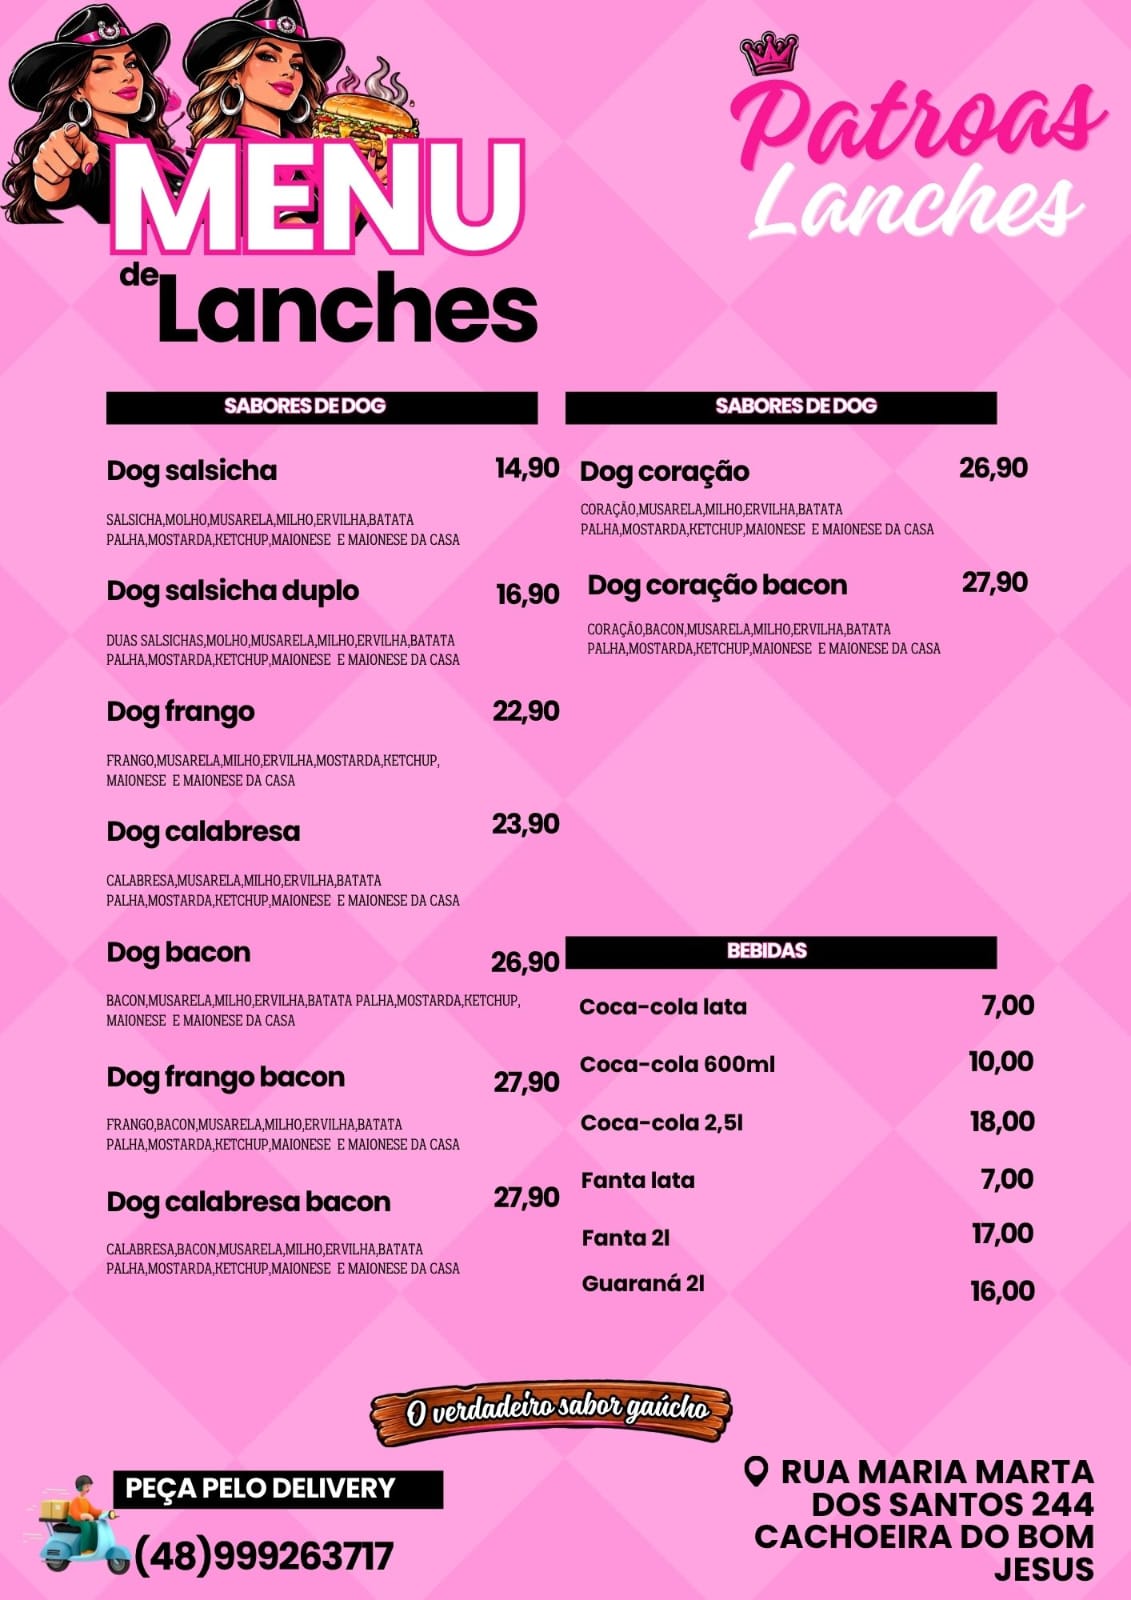 Patroas
Lanches
MENU
de
Lanches
SABORES DE DOG
Dog salsicha 14,90
SALSICHA,MOLHO,MUSARELA,MILHO,ERVILHA,BATATA
PALHA,MOSTARDA,KETCHUP,MAIONESE E MAIONESE DA CASA
Dog salsicha duplo 16,90
DUAS SALSICHAS,MOLHO,MUSARELA,MILHO,ERVILHA,BATATA
PALHA,MOSTARDA,KETCHUP,MAIONESE E MAIONESE DA CASA
Dog frango 22,90
FRANGO,MUSARELA,MILHO,ERVILHA,MOSTARDA,KETCHUP,
MAIONESE E MAIONESE DA CASA
Dog calabresa 23,90
CALABRESA,MUSARELA,MILHO,ERVILHA,BATATA
PALHA,MOSTARDA,KETCHUP,MAIONESE E MAIONESE DA CASA
Dog bacon 26,90
BACON,MUSARELA,MILHO,ERVILHA,BATATA PALHA,MOSTARDA,KETCHUP,
MAIONESE E MAIONESE DA CASA
Dog frango bacon 27,90
FRANGO,BACON,MUSARELA,MILHO,ERVILHA,BATATA
PALHA,MOSTARDA,KETCHUP,MAIONESE E MAIONESE DA CASA
Dog calabresa bacon 27,90
CALABRESA,BACON,MUSARELA,MILHO,ERVILHA,BATATA
PALHA,MOSTARDA,KETCHUP,MAIONESE E MAIONESE DA CASA
SABORES DE DOG
Dog coração 26,90
CORAÇÃO,MUSARELA,MILHO,ERVILHA,BATATA
PALHA,MOSTARDA,KETCHUP,MAIONESE E MAIONESE DA CASA
Dog coração bacon 27,90
CORAÇÃO,BACON,MUSARELA,MILHO,ERVILHA,BATATA
PALHA,MOSTARDA,KETCHUP,MAIONESE E MAIONESE DA CASA
BEBIDAS
Coca-cola lata 7,00
Coca-cola 600ml 10,00
Coca-cola 2,5l 18,00
Fanta lata 7,00
Fanta 2l 17,00
Guaraná 2l 16,00
O verdadeiro sabor gaúcho
PEÇA PELO DELIVERY
(48)999263717
RUA MARIA MARTA
DOS SANTOS 244
CACHOEIRA DO BOM
JESUS